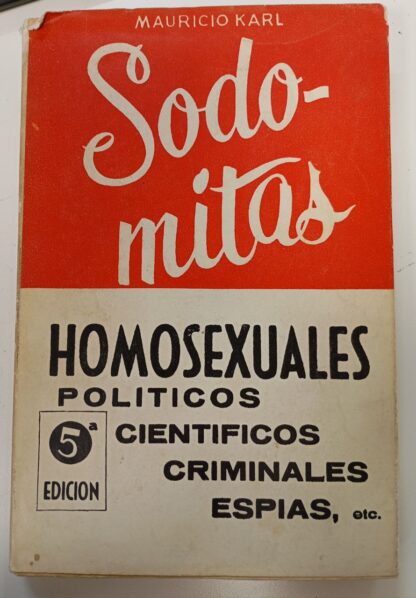 MAURICIO KARL
Sodo-
mitas
HOMOSEXUALES
POLITICOS
5ª
EDICION
CIENTIFICOS
CRIMINALES
ESPIAS, etc.